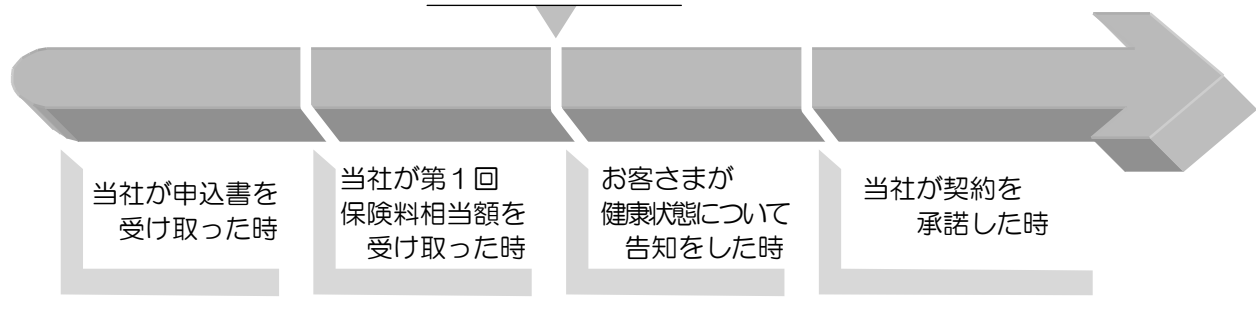 当社が申込書を
受け取った時
当社が第1回
保険料相当額を
受け取った時
お客さまが
健康状態について
告知をした時
当社が契約を
承諾した時